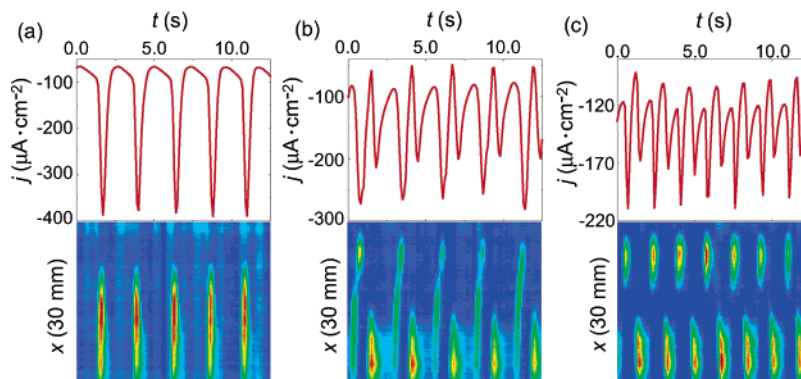 (a)
t (s)
0.0 5.0 10.0
j (μA·cm⁻²)
-100
-200
-300
-400
x (30 mm)
(b)
t (s)
0.0 5.0 10.0
j (μA·cm⁻²)
-100
-200
-300
x (30 mm)
(c)
t (s)
0.0 5.0 10.0
j (μA·cm⁻²)
-120
-170
-220
x (30 mm)